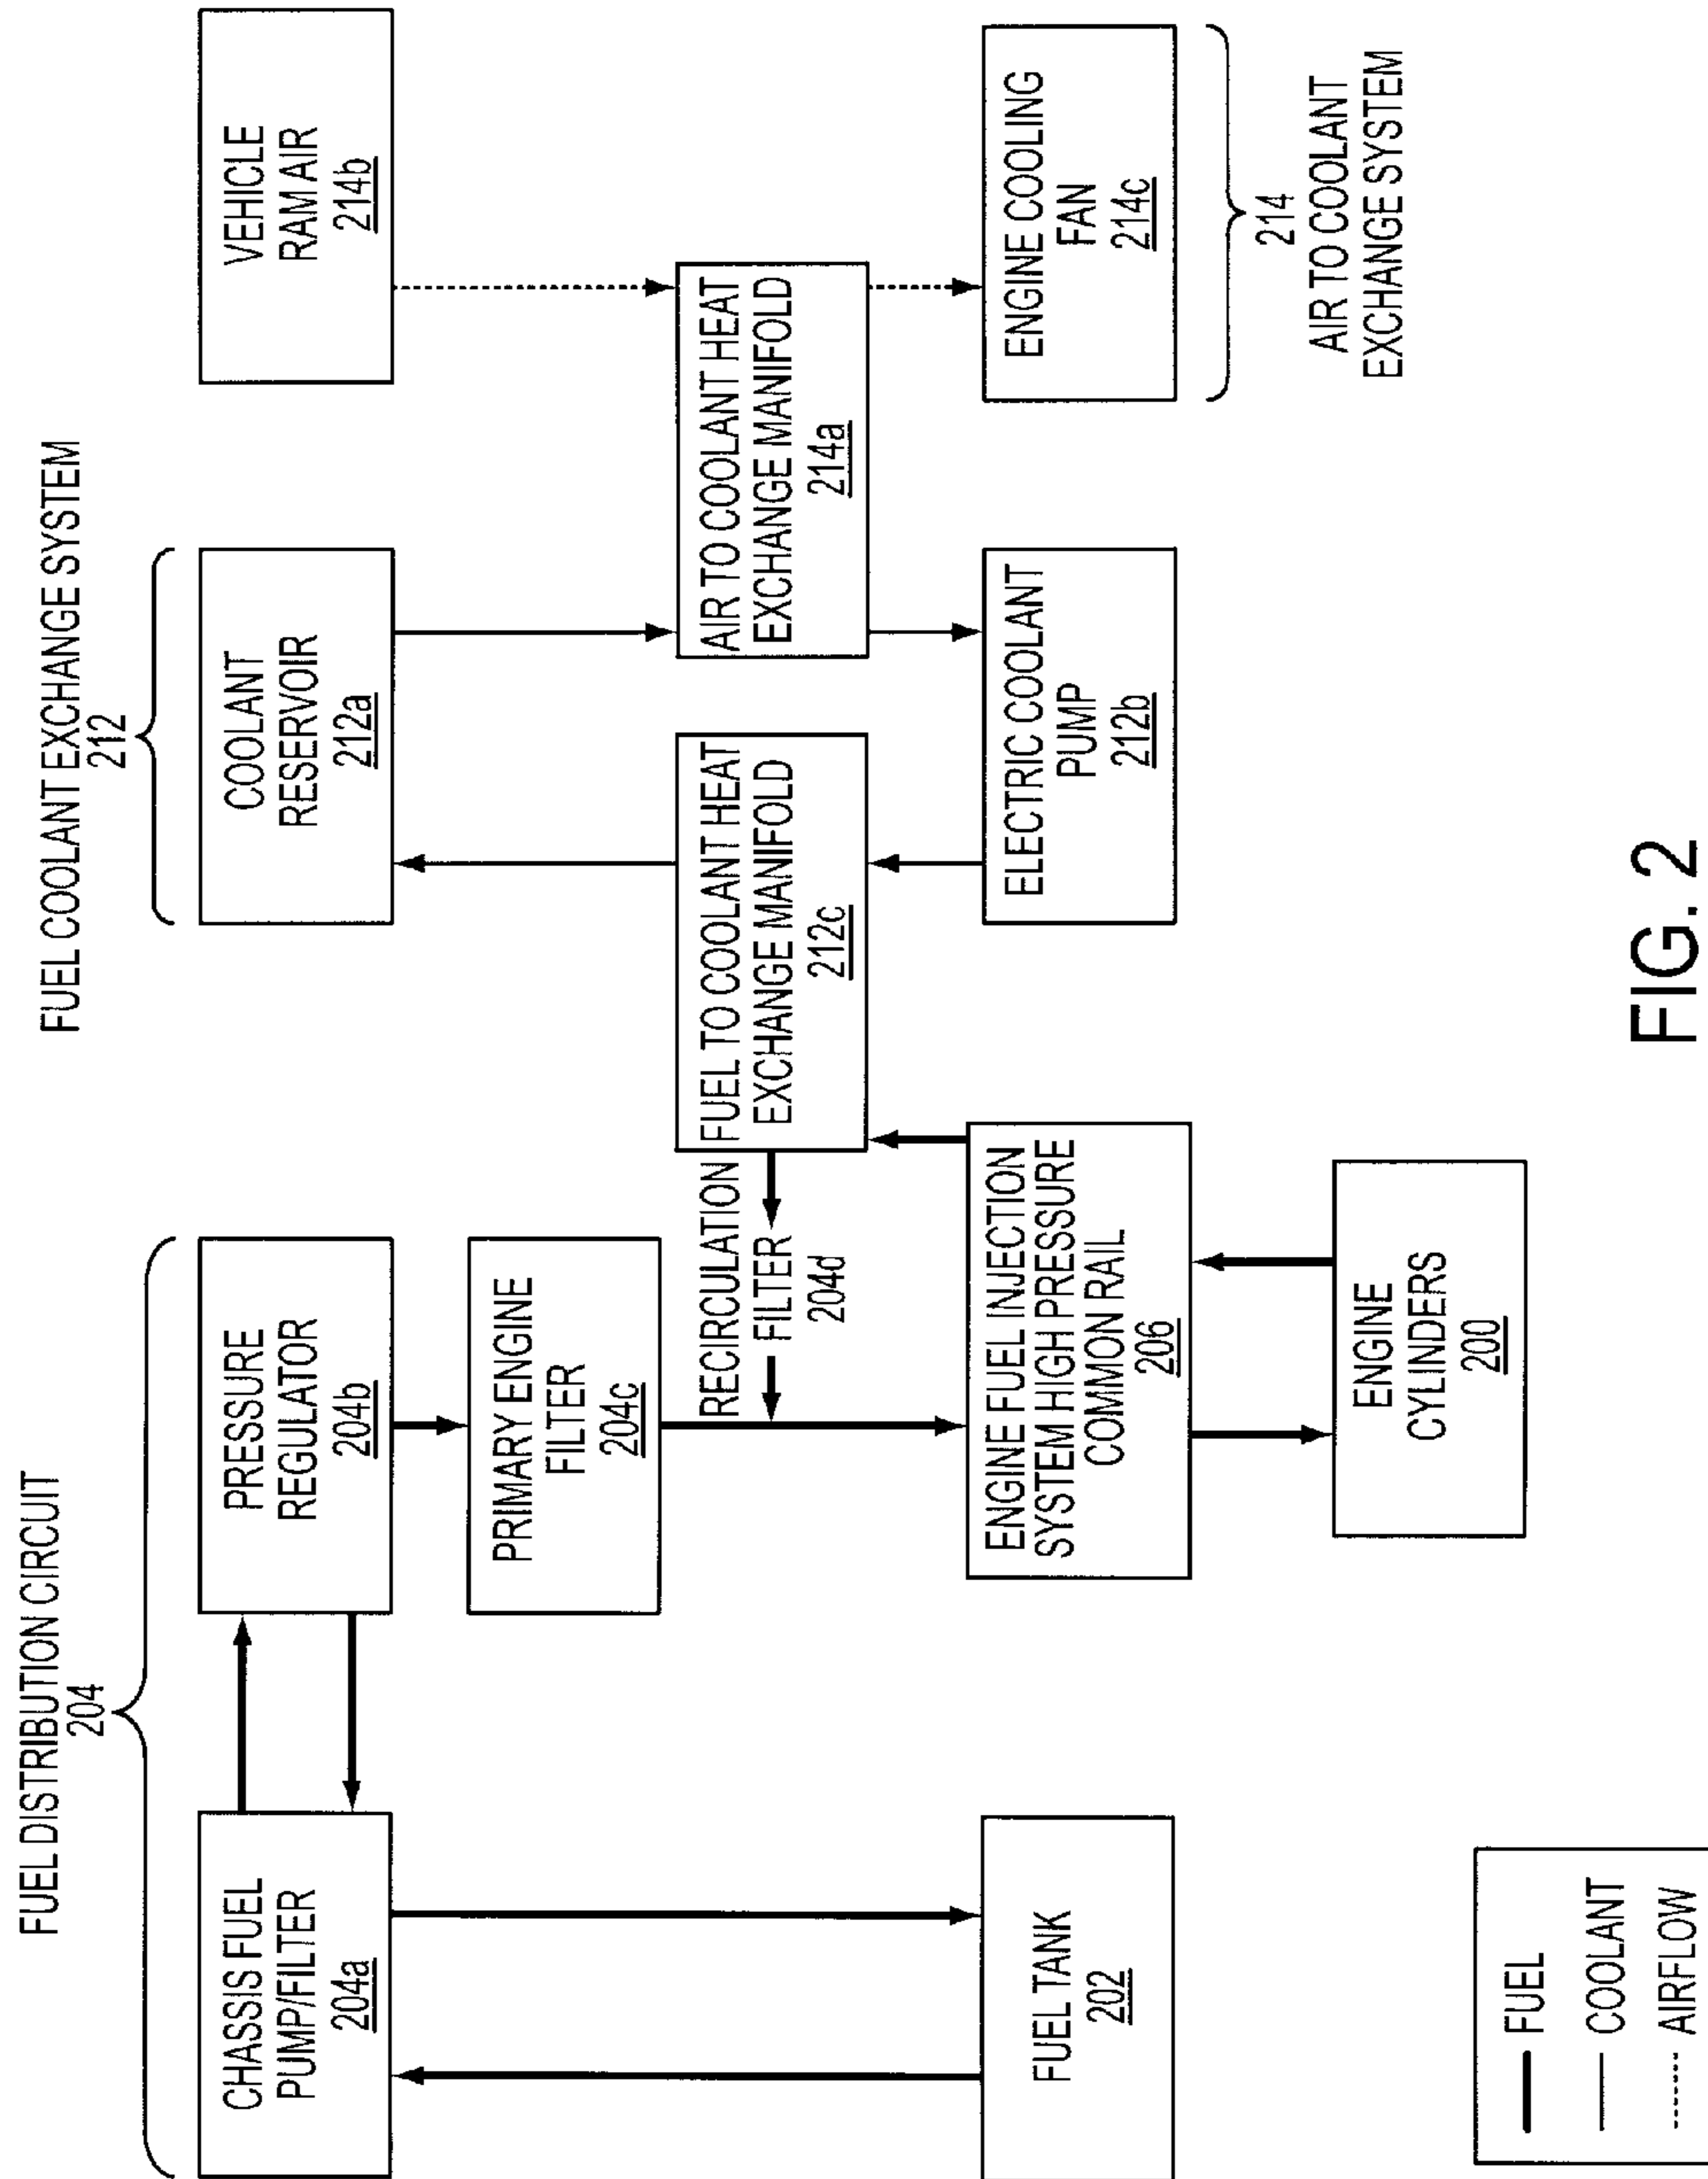 FUEL DISTRIBUTION CIRCUIT
204
CHASSIS FUEL
PUMP/FILTER
204a
PRESSURE
REGULATOR
204b
PRIMARY ENGINE
FILTER
204c
RECIRCULATION
FILTER
204d
FUEL TANK
202
ENGINE FUEL INJECTION
SYSTEM HIGH PRESSURE
COMMON RAIL
206
ENGINE
CYLINDERS
200
FUEL COOLANT EXCHANGE SYSTEM
212
COOLANT
RESERVOIR
212a
FUEL TO COOLANT HEAT
EXCHANGE MANIFOLD
212c
ELECTRIC COOLANT
PUMP
212b
VEHICLE
RAM AIR
214b
AIR TO COOLANT HEAT
EXCHANGE MANIFOLD
214a
ENGINE COOLING
FAN
214c
214
AIR TO COOLANT
EXCHANGE SYSTEM
FUEL
COOLANT
AIRFLOW
FIG. 2